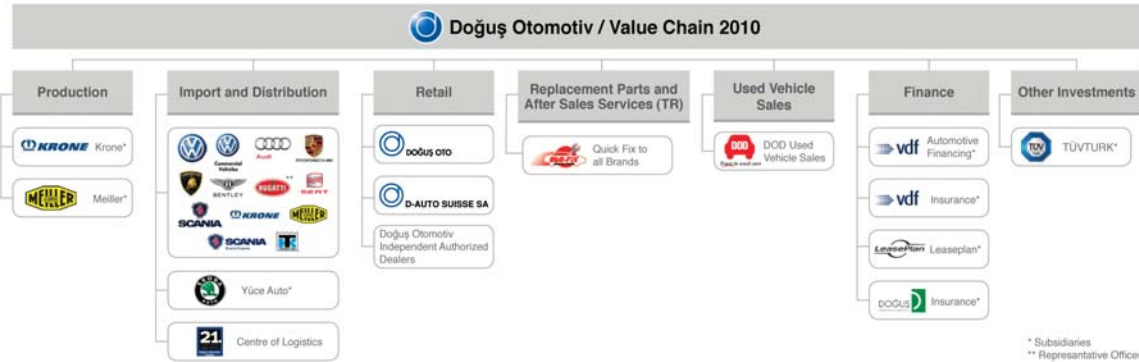 Doğuş Otomotiv / Value Chain 2010
Production
KRONE Krone*
MEILLER Meiller*
Import and Distribution
Commercial
Vehicles
Audi
PORSCHE
BENTLEY
BUGATTI
**
SEAT
SCANIA
KRONE
MEILLER
SCANIA
Yüce Auto*
21
Centre of Logistics
Retail
DOĞUŞ OTO
D-AUTO SUISSE SA
Doğuş Otomotiv
Independent Authorized
Dealers
Replacement Parts and
After Sales Services (TR)
Quick Fix to
all Brands
Used Vehicle
Sales
DOD
DOD Used
Vehicle Sales
Finance
vdf
Automotive
Financing*
vdf Insurance*
LeasePlan Leaseplan*
DOĞUŞ Insurance*
Other Investments
TÜV TÜVTURK*
* Subsidiaries
** Represantative Officer